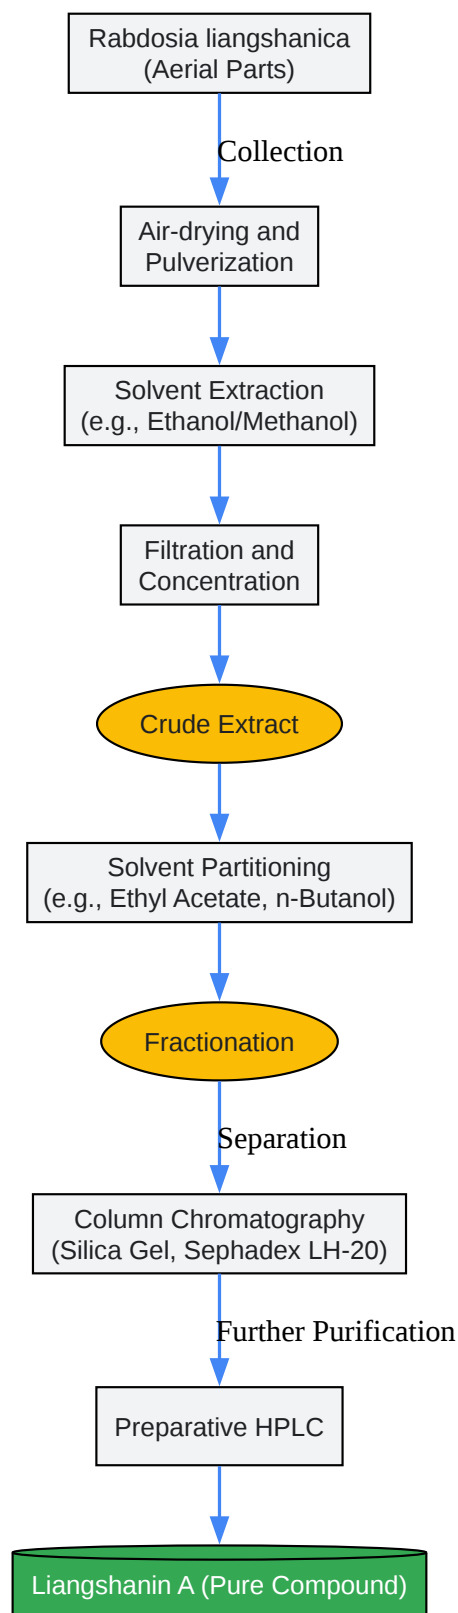 Rabdosia liangshanica
(Aerial Parts)
Collection
Air-drying and
Pulverization
Solvent Extraction
(e.g., Ethanol/Methanol)
Filtration and
Concentration
Crude Extract
Solvent Partitioning
(e.g., Ethyl Acetate, n-Butanol)
Fractionation
Separation
Column Chromatography
(Silica Gel, Sephadex LH-20)
Further Purification
Preparative HPLC
Liangshanin A (Pure Compound)